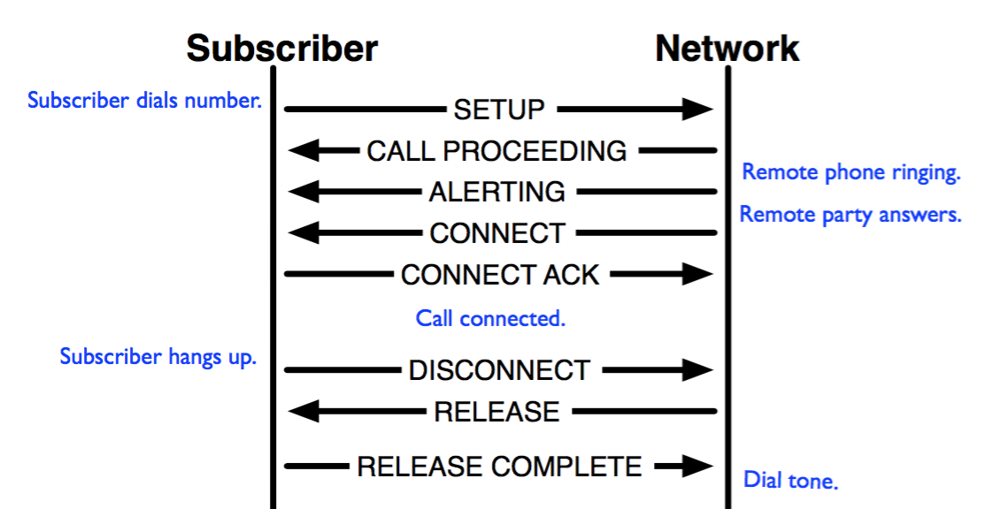 Subscriber Network
Subscriber dials number.
SETUP
CALL PROCEEDING
Remote phone ringing.
ALERTING
Remote party answers.
CONNECT
CONNECT ACK
Call connected.
Subscriber hangs up.
DISCONNECT
RELEASE
RELEASE COMPLETE
Dial tone.